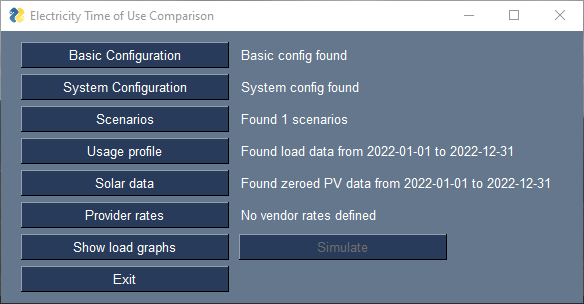 Electricity Time of Use Comparison
Basic Configuration Basic config found
System Configuration System config found
Scenarios Found 1 scenarios
Usage profile Found load data from 2022-01-01 to 2022-12-31
Solar data Found zeroed PV data from 2022-01-01 to 2022-12-31
Provider rates No vendor rates defined
Show load graphs Simulate
Exit